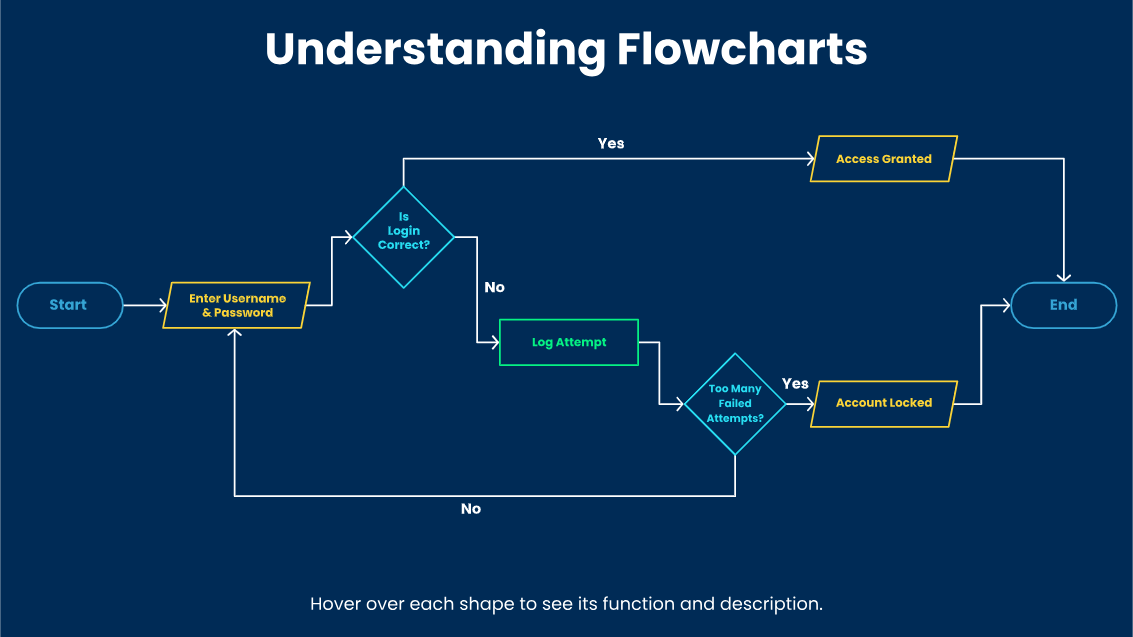 Understanding Flowcharts
Yes
Access Granted
Is
Login
Correct?
No
Start
Enter Username
& Password
End
Log Attempt
Too Many
Failed
Attempts?
Yes
Account Locked
No
Hover over each shape to see its function and description.